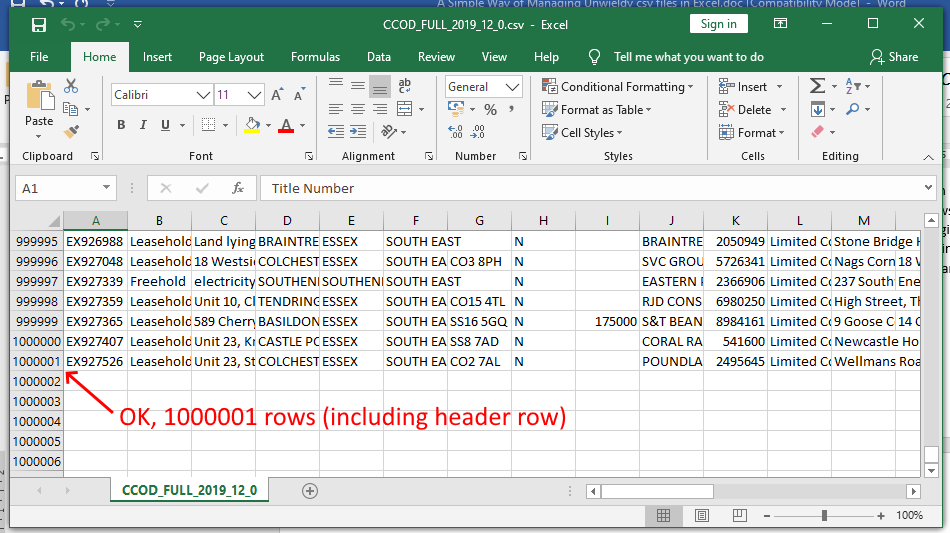 A Simple Way of Managing Unwieldy csv files in Excel.doc [Compatibility Mode] - Word
CCOD_FULL_2019_12_0.csv - Excel
Sign in
File Home Insert Page Layout Formulas Data Review View Help Tell me what you want to do Share
Paste
Calibri 11
B I U
General
Conditional Formatting
Format as Table
Cell Styles
Insert
Delete
Format
Clipboard Font Alignment Number Styles Cells Editing
A1 fx Title Number
A B C D E F G H I J K L M
999995 EX926988 Leasehold Land lying BRAINTRE ESSEX SOUTH EAST N BRAINTRE 2050949 Limited Co Stone Bridge H
999996 EX927048 Leasehold 18 Westsi COLCHEST ESSEX SOUTH EA CO3 8PH N SVC GROU 5726341 Limited Co Nags Corn 18 W
999997 EX927339 Freehold electricity SOUTHEN SOUTHEN SOUTH EAST N EASTERN 2366906 Limited Co 237 South Ene
999998 EX927359 Leasehold Unit 10, Cl TENDRING ESSEX SOUTH EA CO15 4TL N RJD CONS 6980250 Limited Co High Street, Th
999999 EX927365 Leasehold 589 Cherry BASILDON ESSEX SOUTH EA SS16 5GQ N 175000 S&T BEAN 8984161 Limited Co 9 Goose C 14 C
1000000 EX927407 Leasehold Unit 23, Kn CASTLE PO ESSEX SOUTH EA SS8 7AD N CORAL RA 541600 Limited Co Newcastle Ho
1000001 EX927526 Leasehold Unit 23, St COLCHEST ESSEX SOUTH EA CO2 7AL N POUNDLA 2495645 Limited Co Wellmans Roa
1000002
1000003
OK, 1000001 rows (including header row)
1000004
1000005
1000006
CCOD_FULL_2019_12_0
100%